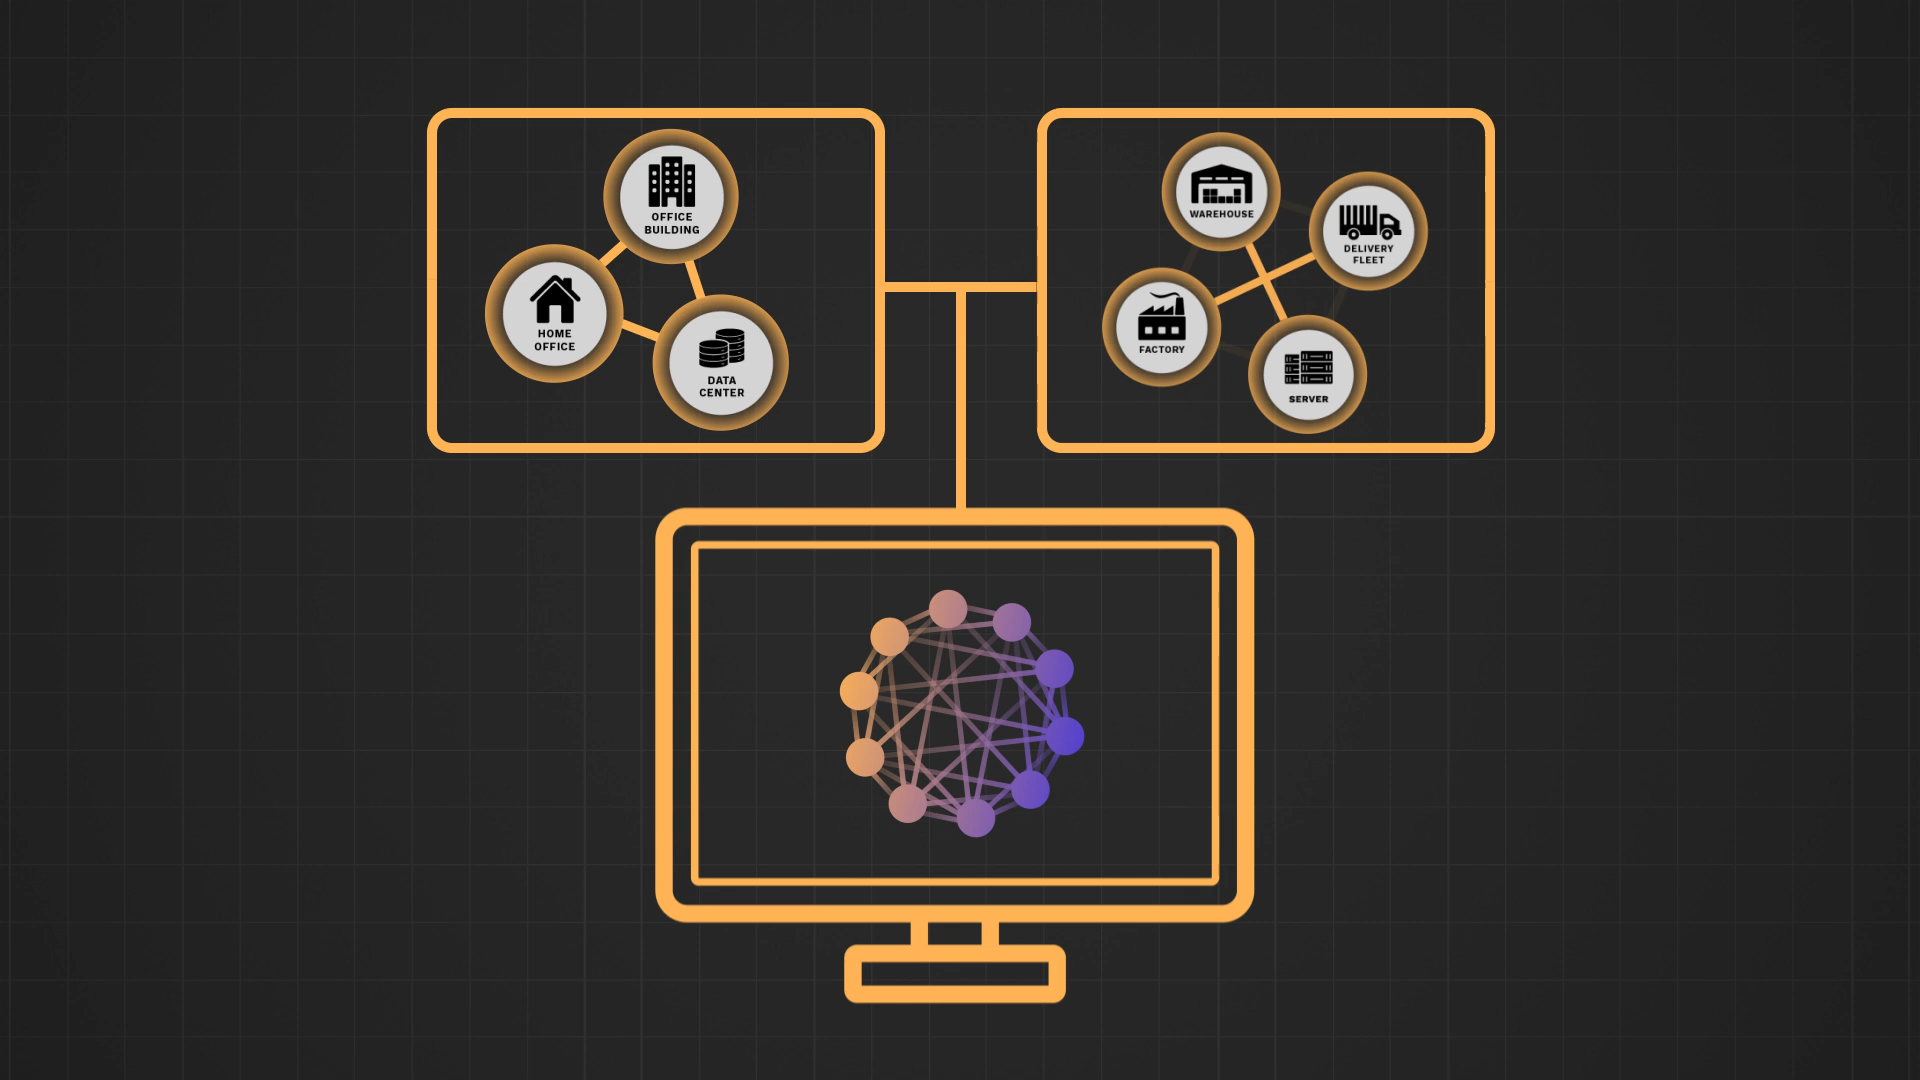 OFFICE
BUILDING
HOME
OFFICE
DATA
CENTER
WAREHOUSE
DELIVERY
FLEET
FACTORY
SERVER